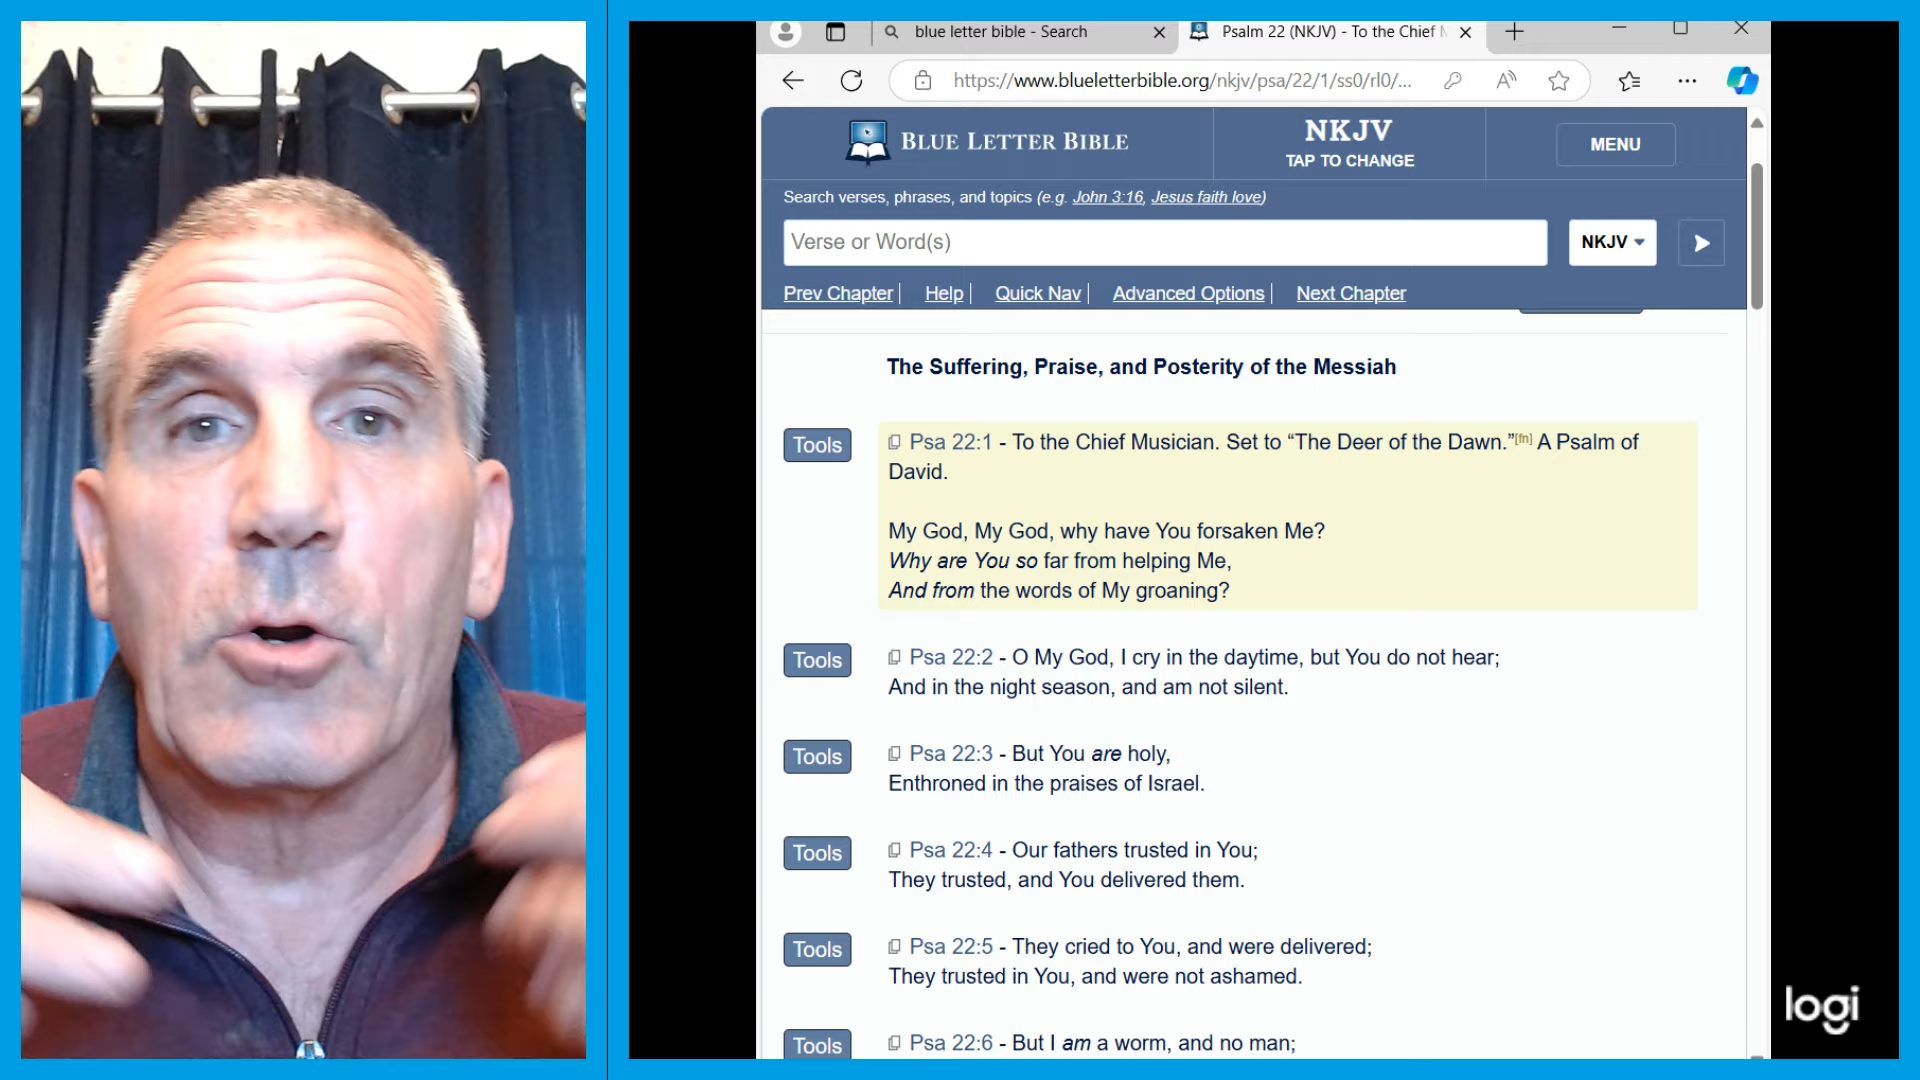 blue letter bible - Search
Psalm 22 (NKJV) - To the Chief
https://www.blueletterbible.org/nkjv/psa/22/1/ss0/rl0/...
BLUE LETTER BIBLE
NKJV
TAP TO CHANGE
MENU
Search verses, phrases, and topics (e.g. John 3:16, Jesus faith love)
Verse or Word(s)
NKJV
Prev Chapter | Help | Quick Nav | Advanced Options | Next Chapter
The Suffering, Praise, and Posterity of the Messiah
Tools
Psa 22:1 - To the Chief Musician. Set to “The Deer of the Dawn.”[fn] A Psalm of
David.
My God, My God, why have You forsaken Me?
Why are You so far from helping Me,
And from the words of My groaning?
Tools
Psa 22:2 - O My God, I cry in the daytime, but You do not hear;
And in the night season, and am not silent.
Tools
Psa 22:3 - But You are holy,
Enthroned in the praises of Israel.
Tools
Psa 22:4 - Our fathers trusted in You;
They trusted, and You delivered them.
Tools
Psa 22:5 - They cried to You, and were delivered;
They trusted in You, and were not ashamed.
Tools
Psa 22:6 - But I am a worm, and no man;
logi